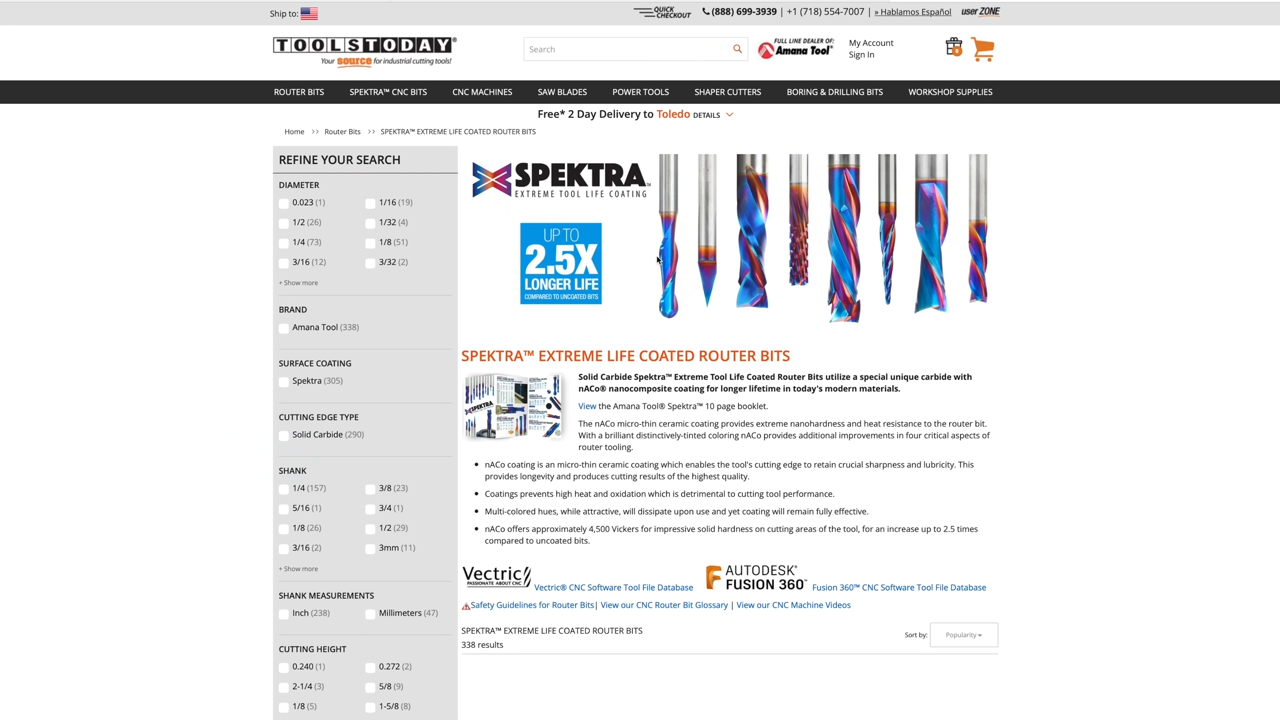 Ship to:
QUICK CHECKOUT
(888) 699-3939 | +1 (718) 554-7007 | » Hablamos Español
user ZONE
TOOLSTODAY®
Your source for industrial cutting tools!
Search
FULL LINE DEALER OF:
Amana Tool®
My Account
Sign In
0
ROUTER BITS
SPEKTRA™ CNC BITS
CNC MACHINES
SAW BLADES
POWER TOOLS
SHAPER CUTTERS
BORING & DRILLING BITS
WORKSHOP SUPPLIES
Free* 2 Day Delivery to Toledo DETAILS
Home >> Router Bits >> SPEKTRA™ EXTREME LIFE COATED ROUTER BITS
REFINE YOUR SEARCH
DIAMETER
0.023 (1) 1/16 (19)
1/2 (26) 1/32 (4)
1/4 (73) 1/8 (51)
3/16 (12) 3/32 (2)
+ Show more
BRAND
Amana Tool (338)
SURFACE COATING
Spektra (305)
CUTTING EDGE TYPE
Solid Carbide (290)
SHANK
1/4 (157) 3/8 (23)
5/16 (1) 3/4 (1)
1/8 (26) 1/2 (29)
3/16 (2) 3mm (11)
+ Show more
SHANK MEASUREMENTS
Inch (238) Millimeters (47)
CUTTING HEIGHT
0.240 (1) 0.272 (2)
2-1/4 (3) 5/8 (9)
1/8 (5) 1-5/8 (8)
SPEKTRA™
EXTREME TOOL LIFE COATING
UP TO
2.5X
LONGER LIFE
COMPARED TO UNCOATED BITS
SPEKTRA™ EXTREME LIFE COATED ROUTER BITS
Solid Carbide Spektra™ Extreme Tool Life Coated Router Bits utilize a special unique carbide with
nACo® nanocomposite coating for longer lifetime in today's modern materials.
View the Amana Tool® Spektra™ 10 page booklet.
The nACo micro-thin ceramic coating provides extreme nanohardness and heat resistance to the router bit.
With a brilliant distinctively-tinted coloring nACo provides additional improvements in four critical aspects of
router tooling.
• nACo coating is an micro-thin ceramic coating which enables the tool's cutting edge to retain crucial sharpness and lubricity. This
provides longevity and produces cutting results of the highest quality.
• Coatings prevents high heat and oxidation which is detrimental to cutting tool performance.
• Multi-colored hues, while attractive, will dissipate upon use and yet coating will remain fully effective.
• nACo offers approximately 4,500 Vickers for impressive solid hardness on cutting areas of the tool, for an increase up to 2.5 times
compared to uncoated bits.
Vectric®
PASSIONATE ABOUT CNC
Vectric® CNC Software Tool File Database
AUTODESK®
FUSION 360™
Fusion 360™ CNC Software Tool File Database
Safety Guidelines for Router Bits| View our CNC Router Bit Glossary | View our CNC Machine Videos
SPEKTRA™ EXTREME LIFE COATED ROUTER BITS
338 results
Sort by: Popularity